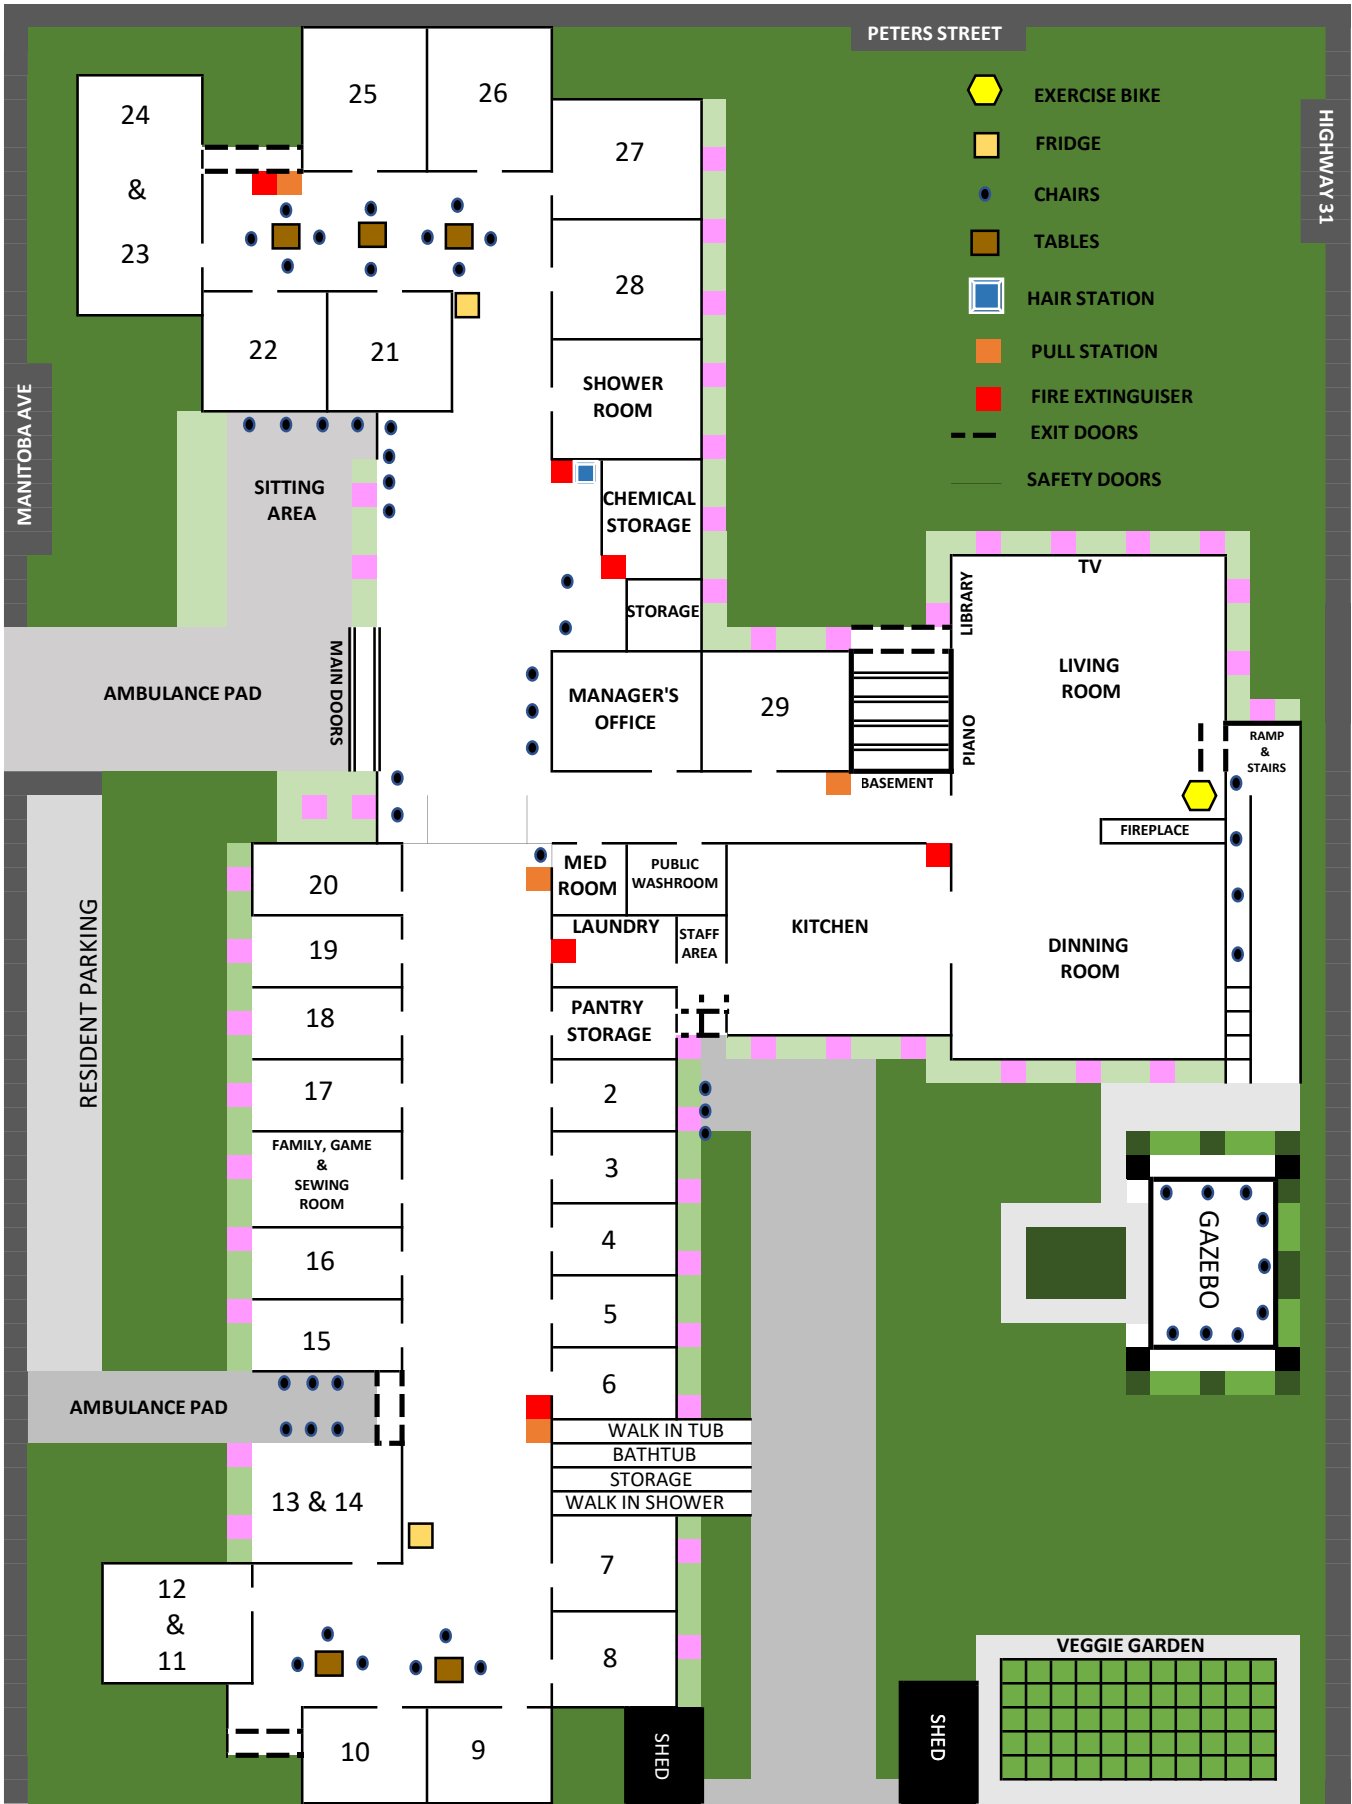 PETERS STREET
EXERCISE BIKE
FRIDGE
CHAIRS
TABLES
HAIR STATION
PULL STATION
FIRE EXTINGUISER
EXIT DOORS
SAFETY DOORS
HIGHWAY 31
MANITOBA AVE
24
&
23
25
26
27
28
22
21
SHOWER
ROOM
SITTING
AREA
CHEMICAL
STORAGE
STORAGE
AMBULANCE PAD
MAIN DOORS
MANAGER'S
OFFICE
29
BASEMENT
LIBRARY
PIANO
TV
LIVING
ROOM
RAMP
&
STAIRS
FIREPLACE
20
19
18
17
FAMILY, GAME
&
SEWING
ROOM
16
15
RESIDENT PARKING
MED
ROOM
PUBLIC
WASHROOM
LAUNDRY
STAFF
AREA
KITCHEN
DINNING
ROOM
PANTRY
STORAGE
2
3
4
5
6
GAZEBO
AMBULANCE PAD
WALK IN TUB
BATHTUB
STORAGE
WALK IN SHOWER
13 & 14
7
8
12
&
11
10
9
SHED
SHED
VEGGIE GARDEN